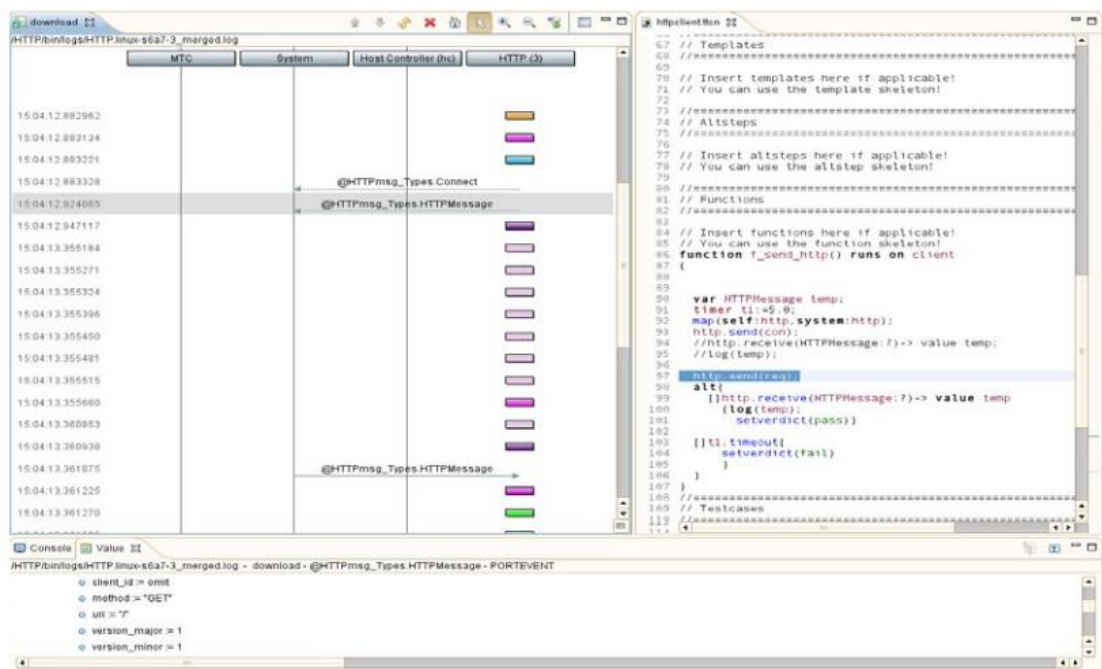 download
/HTTP/bin/logs/HTTP.linux-s6a7-3_merged.log
MTC
System
Host Controller (hc)
HTTP (3)
15:04:12.882962
15:04:12.883134
15:04:12.883221
15:04:12.883328
@HTTPmsg_Types.Connect
15:04:12.924065
@HTTPmsg_Types.HTTPMessage
15:04:12.947117
15:04:13.355184
15:04:13.355271
15:04:13.355324
15:04:13.355396
15:04:13.355450
15:04:13.355481
15:04:13.355515
15:04:13.355660
15:04:13.360853
15:04:13.360938
15:04:13.361075
@HTTPmsg_Types.HTTPMessage
15:04:13.361225
15:04:13.361270
httpclient.ttcn
67 // Templates
68 //==========================================================
69
70 // Insert templates here if applicable!
71 // You can use the template skeleton!
72
73 //==========================================================
74 // Altsteps
75 //==========================================================
76
77 // Insert altsteps here if applicable!
78 // You can use the altstep skeleton!
79
80 //==========================================================
81 // Functions
82 //==========================================================
83
84 // Insert functions here if applicable!
85 // You can use the function skeleton!
86 function f_send_http() runs on client
87 {
88
89
90 var HTTPMessage temp;
91 timer t1:=5.0;
92 map(self:http,system:http);
93 http.send(con);
94 //http.receive(HTTPMessage:?)-> value temp;
95 //log(temp);
96
97 http.send(req);
98 alt{
99 []http.receive(HTTPMessage:?)-> value temp
100 {log(temp);
101 setverdict(pass)}
102
103 []t1.timeout{
104 setverdict(fail)
105 }
106 }
107 }
108 //==========================================================
109 // Testcases
Console
Value
/HTTP/bin/logs/HTTP.linux-s6a7-3_merged.log - download - @HTTPmsg_Types.HTTPMessage - PORTEVENT
client_id := omit
method := "GET"
uri := "/"
version_major := 1
version_minor := 1